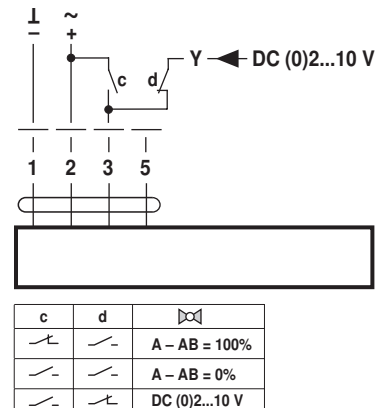 ⊥ ~
– +
c d Y DC (0)2...10 V
1 2 3 5
c d
A – AB = 100%
A – AB = 0%
DC (0)2...10 V